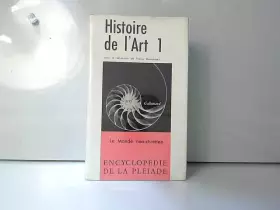 Histoire
de l'Art 1
Gallimard
Le monde non-chrétien
ENCYCLOPÉDIE
DE LA PLÉIADE